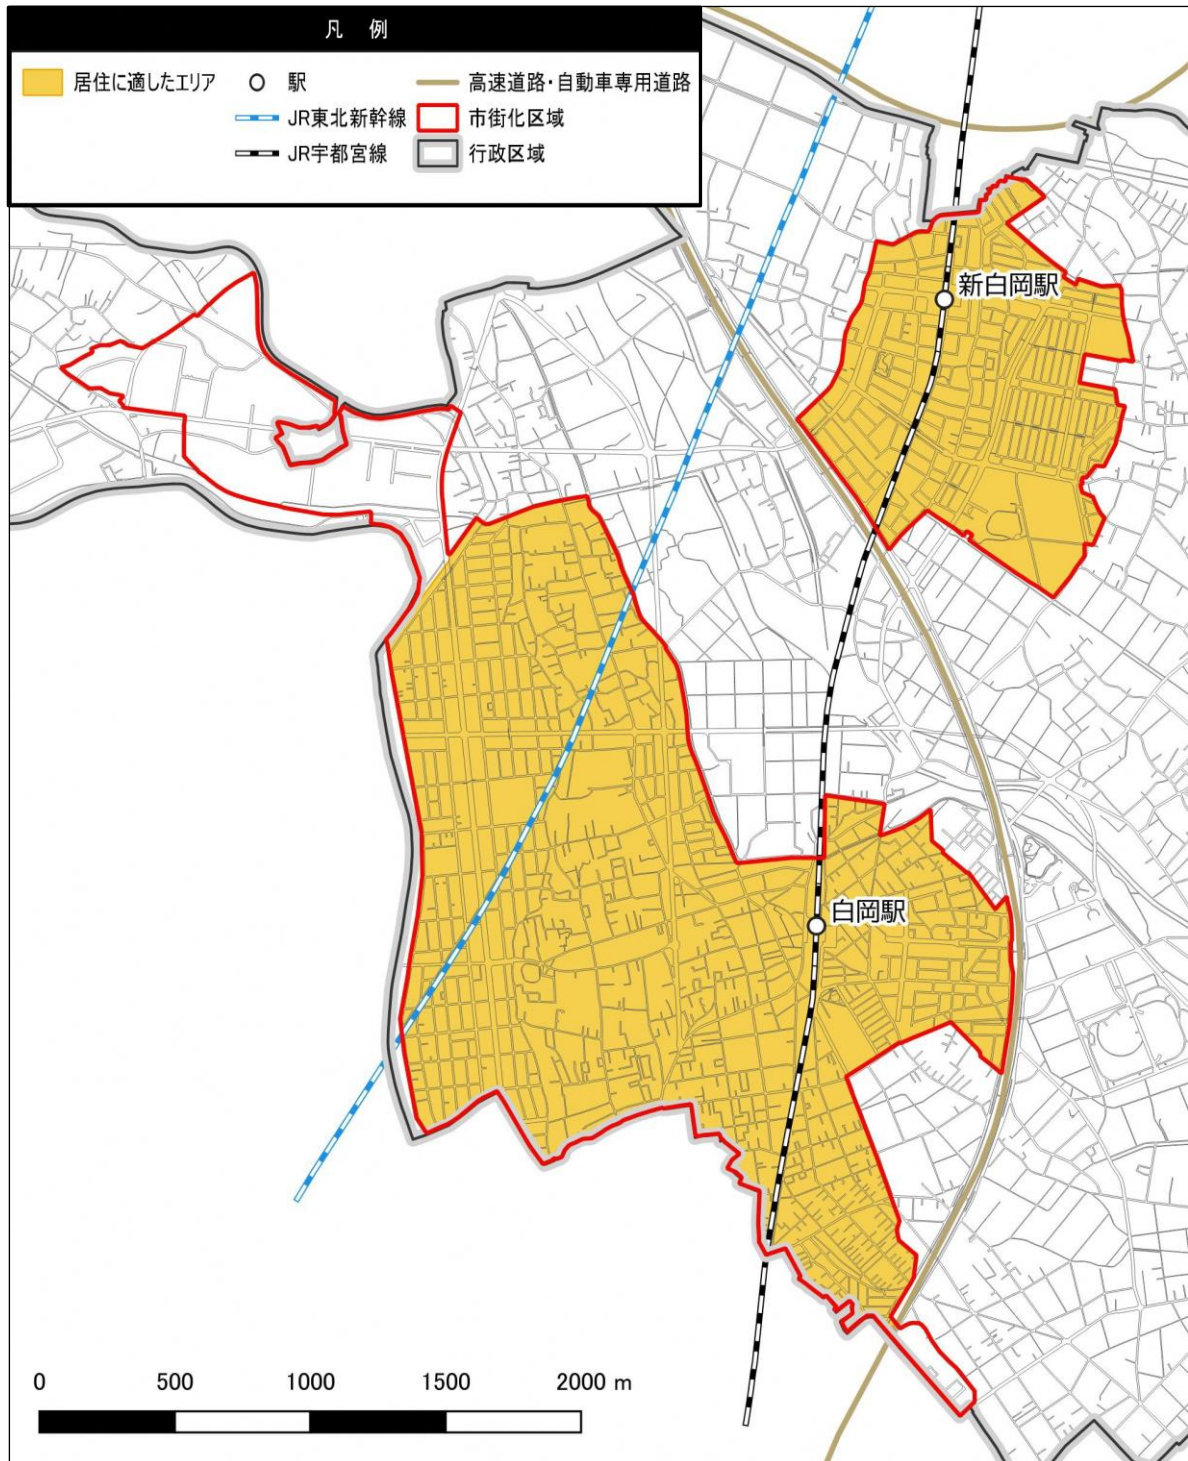 凡 例
居住に適したエリア
駅
高速道路・自動車専用道路
JR東北新幹線
市街化区域
JR宇都宮線
行政区域
新白岡駅
白岡駅
0 500 1000 1500 2000 m